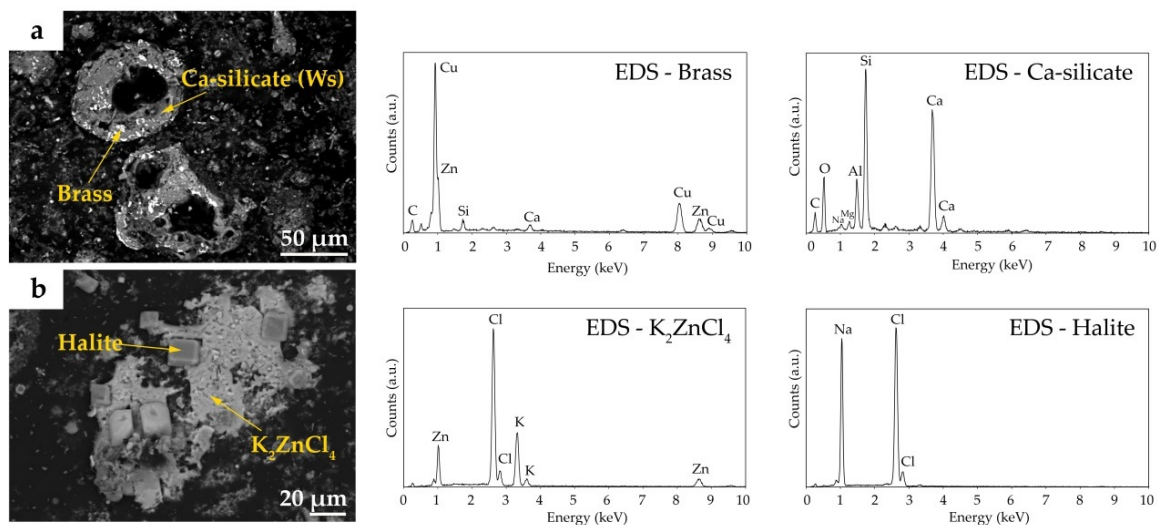 a
Ca-silicate (Ws)
Brass
50 µm
EDS - Brass
Counts (a.u.)
Cu
Zn
C
Si
Ca
Cu
Zn
Cu
0 1 2 3 4 5 6 7 8 9 10
Energy (keV)
EDS - Ca-silicate
Counts (a.u.)
Si
Ca
O
Al
C
Na
Mg
Ca
0 1 2 3 4 5 6 7 8 9 10
Energy (keV)
b
Halite
K₂ZnCl₄
20 µm
EDS - K₂ZnCl₄
Counts (a.u.)
Cl
K
Zn
Cl
K
Zn
0 1 2 3 4 5 6 7 8 9 10
Energy (keV)
EDS - Halite
Counts (a.u.)
Na
Cl
Cl
0 1 2 3 4 5 6 7 8 9 10
Energy (keV)